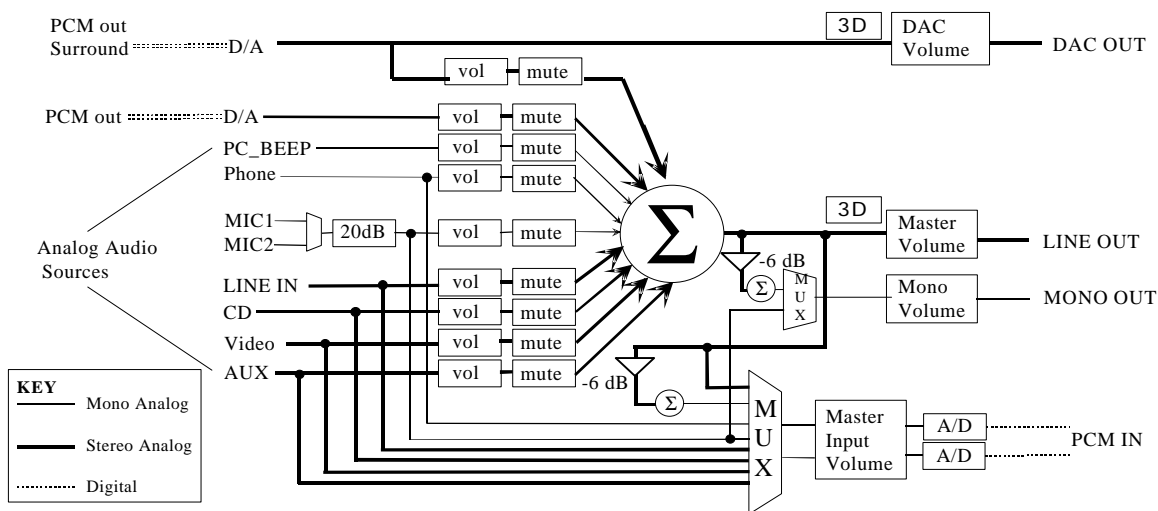 PCM out
Surround
D/A
3D
DAC
Volume
DAC OUT
vol
mute
PCM out
D/A
vol
mute
PC_BEEP
vol
mute
Phone
vol
mute
MIC1
MIC2
20dB
vol
mute
Σ
3D
Master
Volume
LINE OUT
Analog Audio
Sources
-6 dB
Σ
M
U
X
Mono
Volume
MONO OUT
LINE IN
vol
mute
CD
vol
mute
Video
vol
mute
AUX
vol
mute
-6 dB
Σ
M
U
X
Master
Input
Volume
A/D
A/D
PCM IN
KEY
Mono Analog
Stereo Analog
Digital